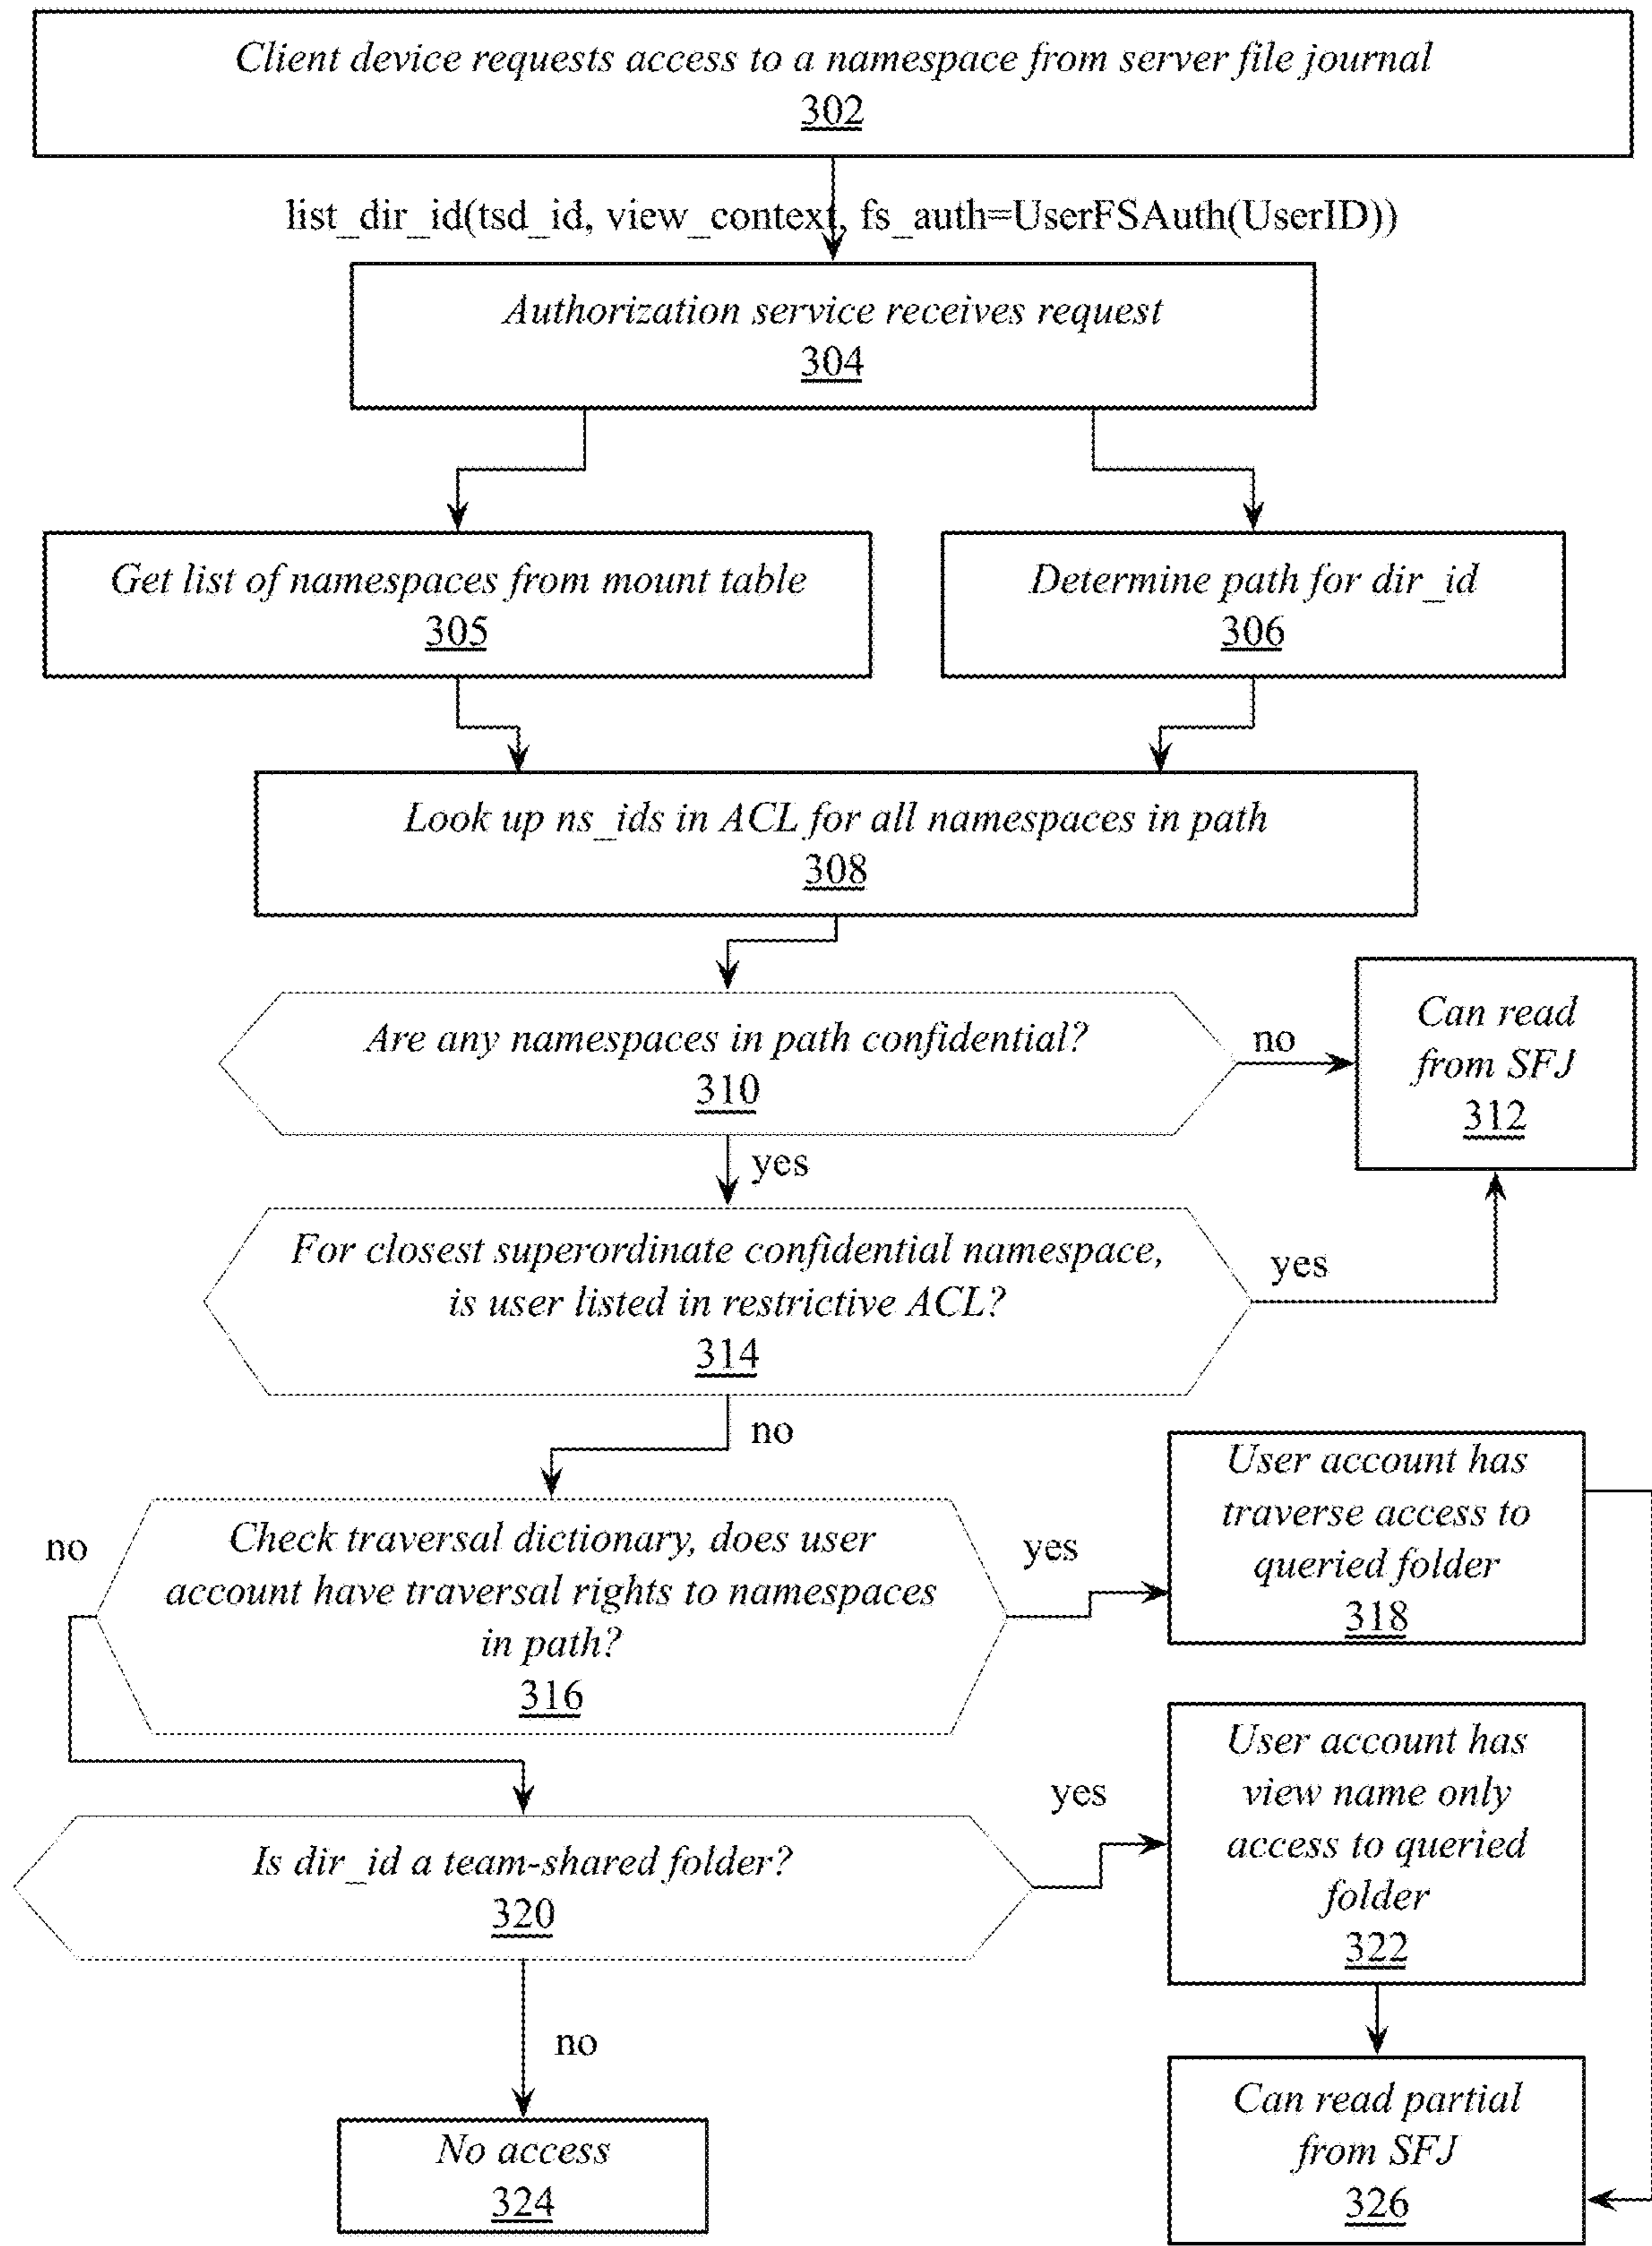 Client device requests access to a namespace from server file journal
302
list_dir_id(tsd_id, view_context, fs_auth=UserFSAuth(UserID))
Authorization service receives request
304
Get list of namespaces from mount table
305
Determine path for dir_id
306
Look up ns_ids in ACL for all namespaces in path
308
Are any namespaces in path confidential?
310
no
Can read
from SFJ
312
yes
For closest superordinate confidential namespace,
is user listed in restrictive ACL?
314
yes
no
Check traversal dictionary, does user
account have traversal rights to namespaces
in path?
316
no
yes
User account has
traverse access to
queried folder
318
Is dir_id a team-shared folder?
320
yes
User account has
view name only
access to queried
folder
322
no
No access
324
Can read partial
from SFJ
326